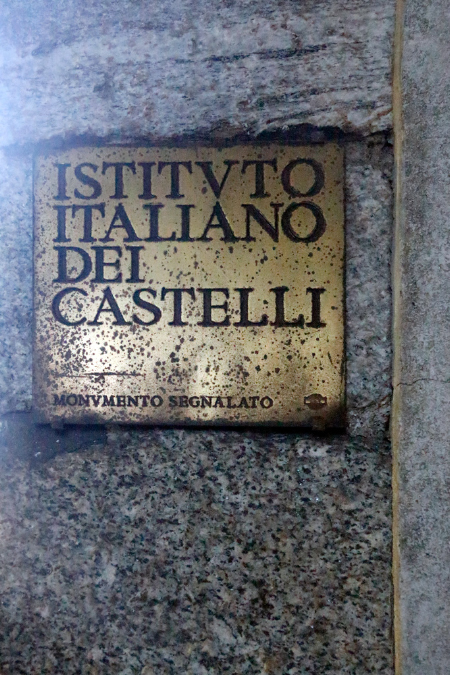 ISTITVTO
ITALIANO
DEI
CASTELLI
MONVMENTO SEGNALATO